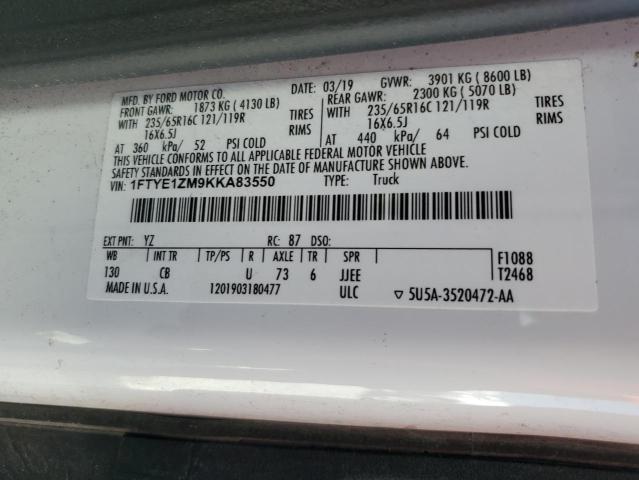 MFD. BY FORD MOTOR CO. DATE: 03/19 GVWR: 3901 KG ( 8600 LB)
FRONT GAWR: 1873 KG ( 4130 LB) REAR GAWR: 2300 KG ( 5070 LB)
WITH 235/65R16C 121/119R TIRES WITH 235/65R16C 121/119R TIRES
16X6.5J RIMS 16X6.5J RIMS
AT 360 kPa/ 52 PSI COLD AT 440 kPa/ 64 PSI COLD
THIS VEHICLE CONFORMS TO ALL APPLICABLE FEDERAL MOTOR VEHICLE
SAFETY STANDARDS IN EFFECT ON THE DATE OF MANUFACTURE SHOWN ABOVE.
VIN: 1FTYE1ZM9KKA83550 TYPE: Truck
EXT PNT: YZ RC: 87 DSO:
WB INT TR TP/PS R AXLE TR SPR F1088
130 CB U 73 6 JJEE T2468
MADE IN U.S.A. 1201903180477 ULC ▽ 5U5A-3520472-AA